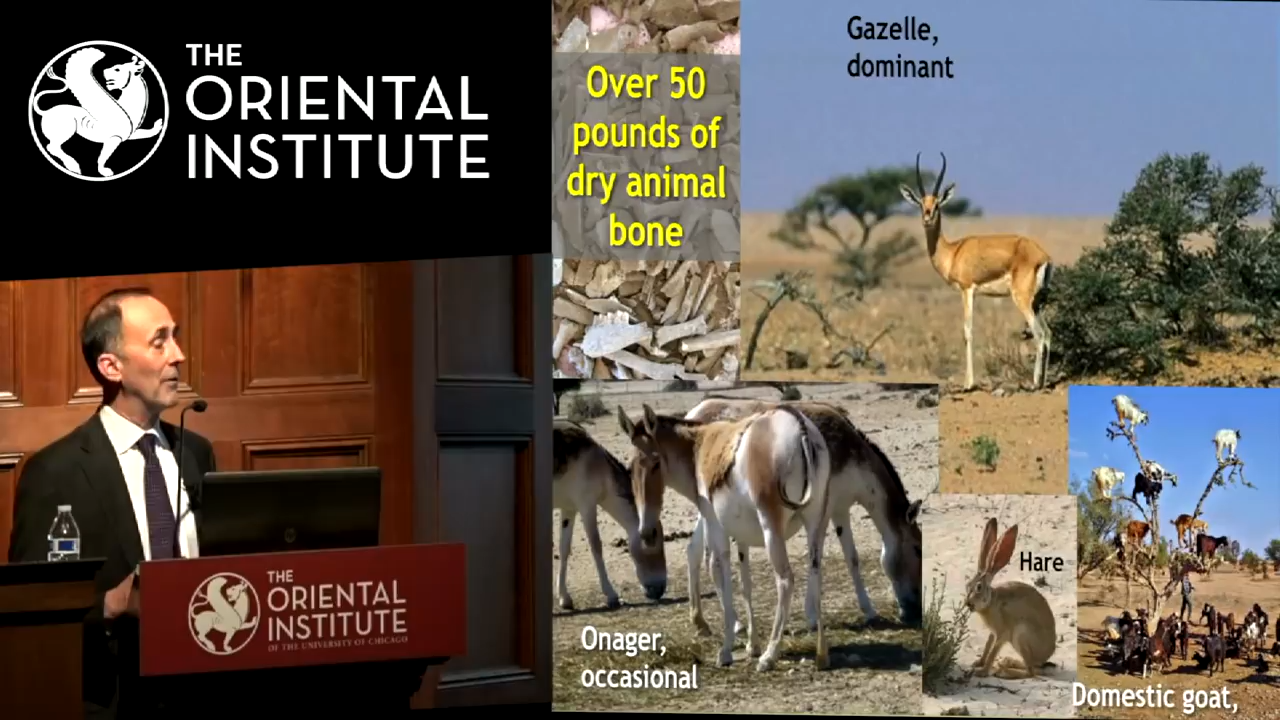 THE
ORIENTAL
INSTITUTE
Over 50
pounds of
dry animal
bone
Gazelle,
dominant
Onager,
occasional
Hare
Domestic goat,
THE
ORIENTAL
INSTITUTE
OF THE UNIVERSITY OF CHICAGO